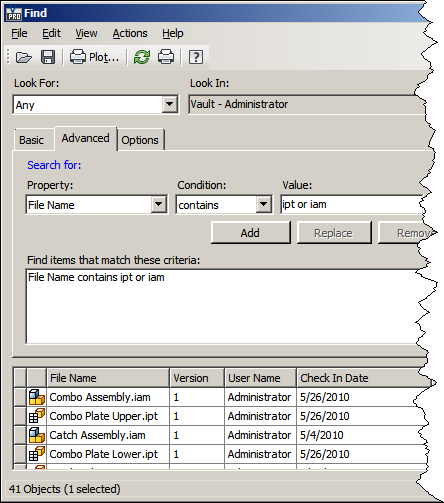 PRO Find
File Edit View Actions Help
Plot...
Look For: Look In:
Any Vault - Administrator
Basic Advanced Options
Search for:
Property: Condition: Value:
File Name contains ipt or iam
Add Replace Remov
Find items that match these criteria:
File Name contains ipt or iam
File Name Version User Name Check In Date
Combo Assembly.iam 1 Administrator 5/26/2010
Combo Plate Upper.ipt 1 Administrator 5/26/2010
Catch Assembly.iam 1 Administrator 5/4/2010
Combo Plate Lower.ipt 1 Administrator 5/26/2010
41 Objects (1 selected)